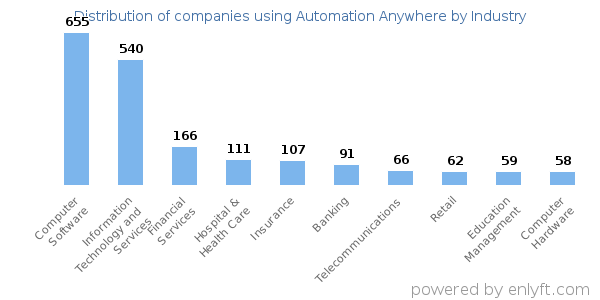 Distribution of companies using Automation Anywhere by Industry
655
540
166
111
107
91
66
62
59
58
Computer
Software
Information
Technology and
Services
Financial
Services
Hospital &
Health Care
Insurance
Banking
Telecommunications
Retail
Education
Management
Computer
Hardware
powered by enlyft.com